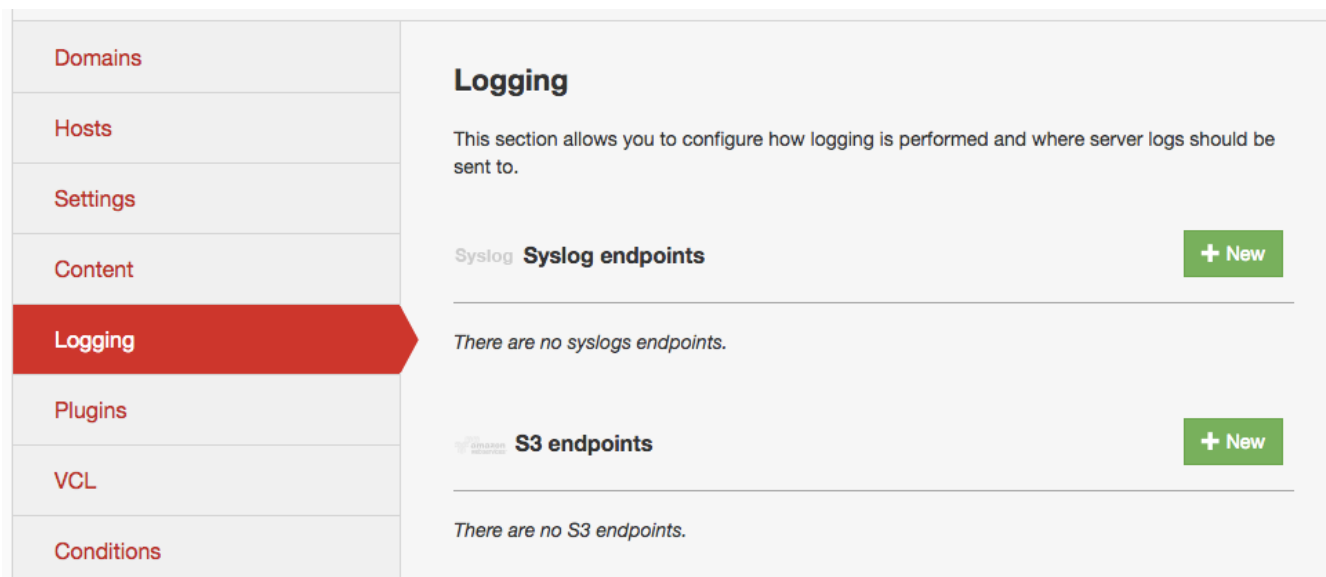 Domains
Hosts
Settings
Content
Logging
Plugins
VCL
Conditions
Logging
This section allows you to configure how logging is performed and where server logs should be
sent to.
Syslog Syslog endpoints
+ New
There are no syslogs endpoints.
amazon
webservices
S3 endpoints
+ New
There are no S3 endpoints.